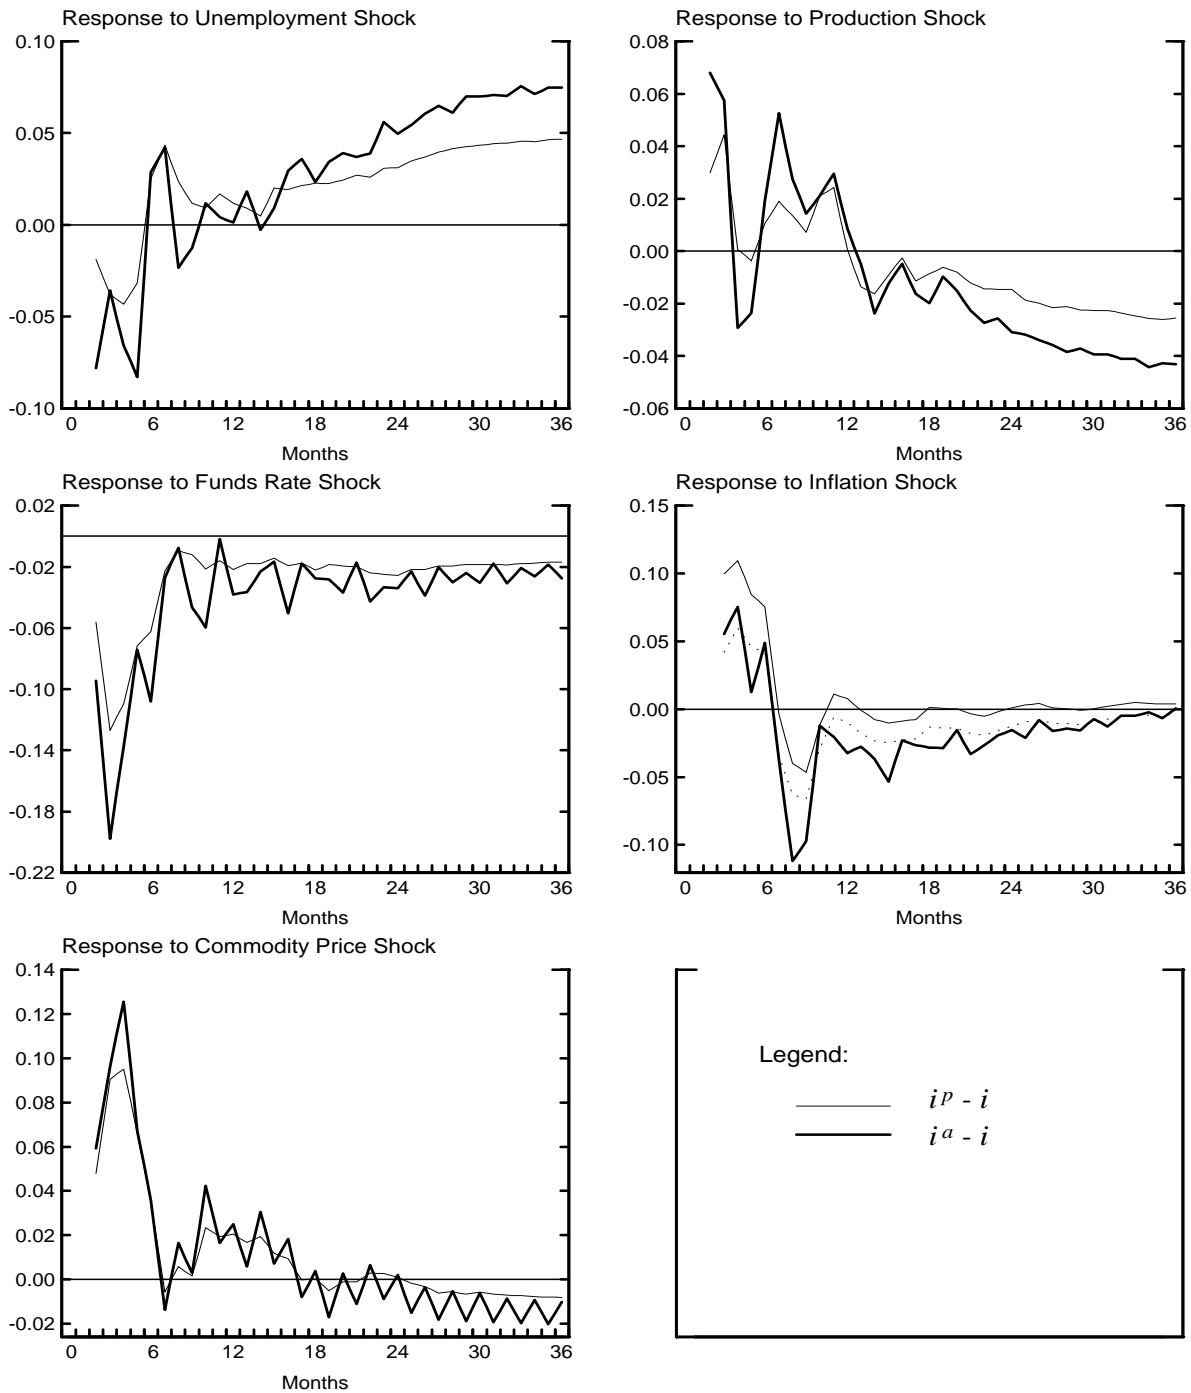 Response to Unemployment Shock
0.10
0.05
0.00
-0.05
-0.10
0 6 12 18 24 30 36
Months
Response to Production Shock
0.08
0.06
0.04
0.02
0.00
-0.02
-0.04
-0.06
0 6 12 18 24 30 36
Months
Response to Funds Rate Shock
0.02
-0.02
-0.06
-0.10
-0.14
-0.18
-0.22
0 6 12 18 24 30 36
Months
Response to Inflation Shock
0.15
0.10
0.05
0.00
-0.05
-0.10
0 6 12 18 24 30 36
Months
Response to Commodity Price Shock
0.14
0.12
0.10
0.08
0.06
0.04
0.02
0.00
-0.02
0 6 12 18 24 30 36
Months
Legend:
i^p - i
i^a - i